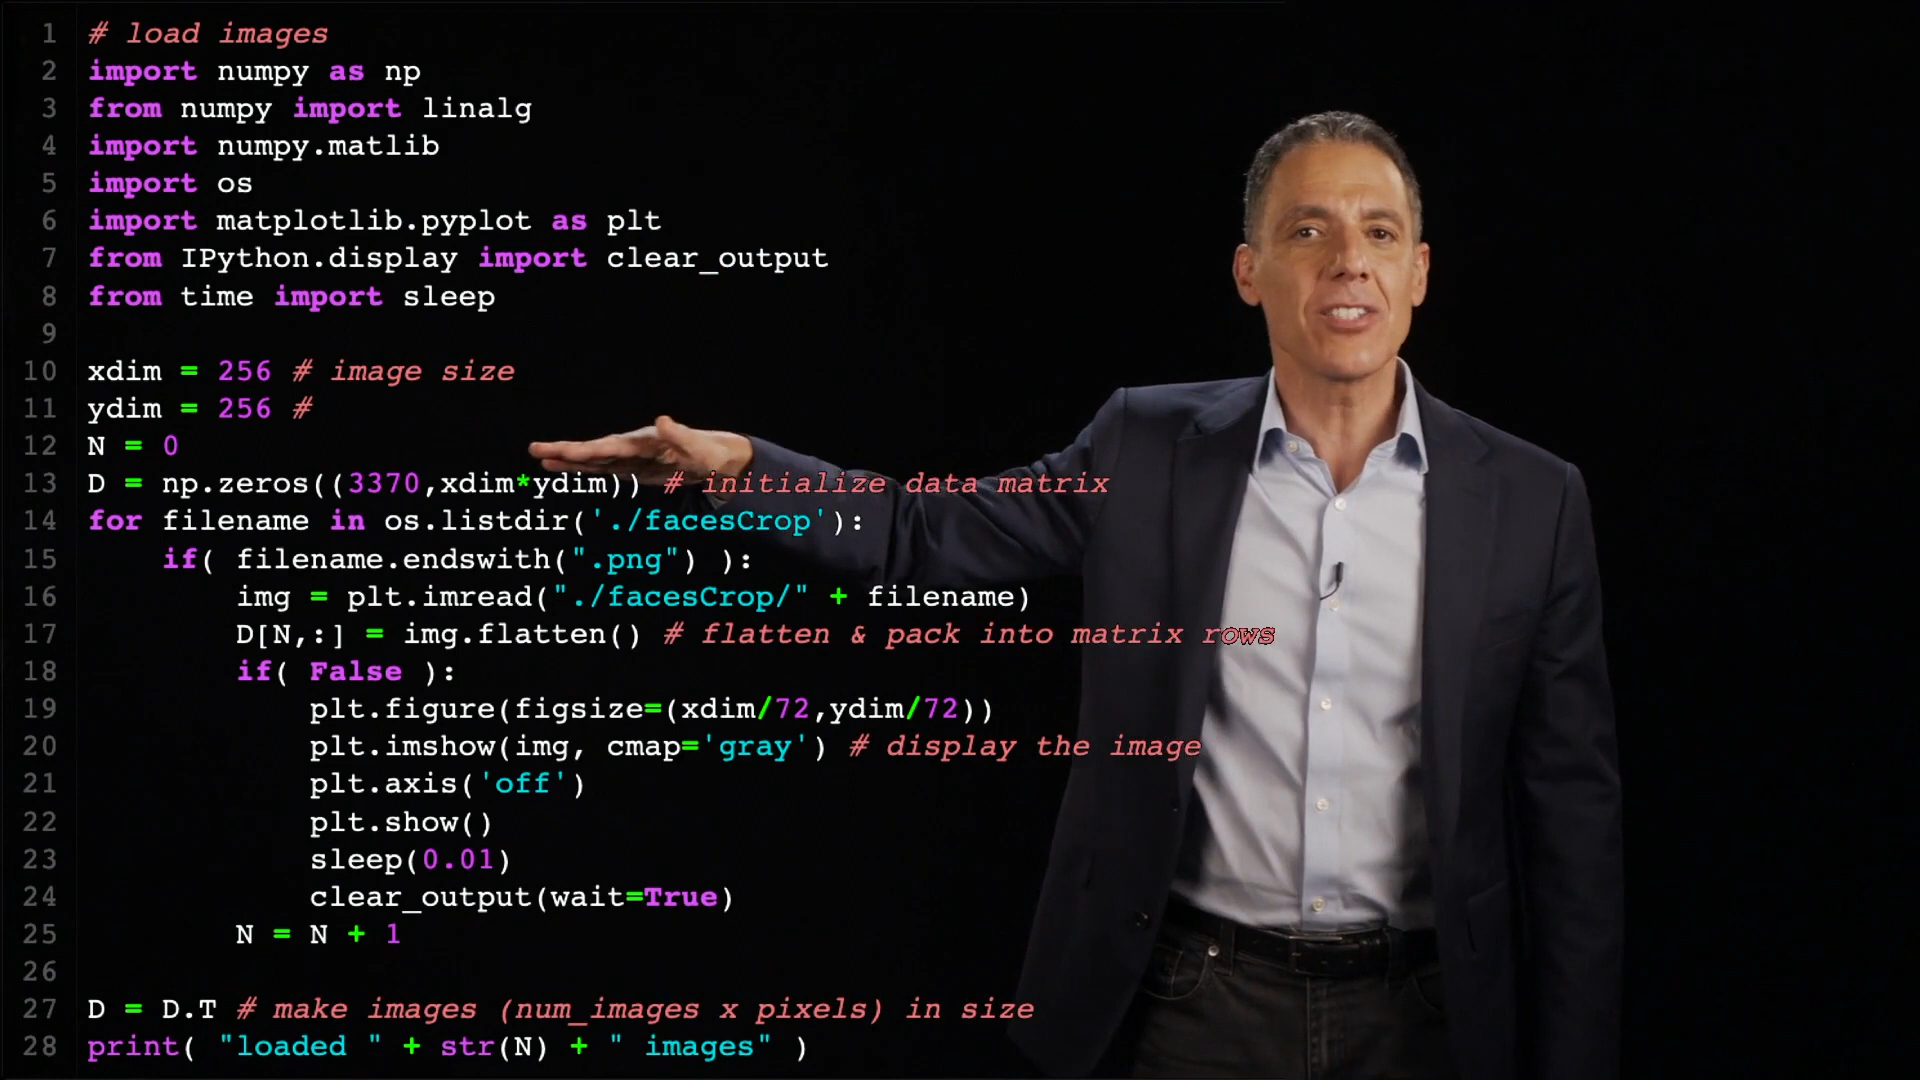 1 # load images
2 import numpy as np
3 from numpy import linalg
4 import numpy.matlib
5 import os
6 import matplotlib.pyplot as plt
7 from IPython.display import clear_output
8 from time import sleep
9
10 xdim = 256 # image size
11 ydim = 256 #
12 N = 0
13 D = np.zeros((3370,xdim*ydim)) # initialize data matrix
14 for filename in os.listdir('./facesCrop'):
15     if( filename.endswith(".png") ):
16         img = plt.imread("./facesCrop/" + filename)
17         D[N,:] = img.flatten() # flatten & pack into matrix rows
18         if( False ):
19             plt.figure(figsize=(xdim/72,ydim/72))
20             plt.imshow(img, cmap='gray') # display the image
21             plt.axis('off')
22             plt.show()
23             sleep(0.01)
24             clear_output(wait=True)
25         N = N + 1
26
27 D = D.T # make images (num_images x pixels) in size
28 print( "loaded " + str(N) + " images" )